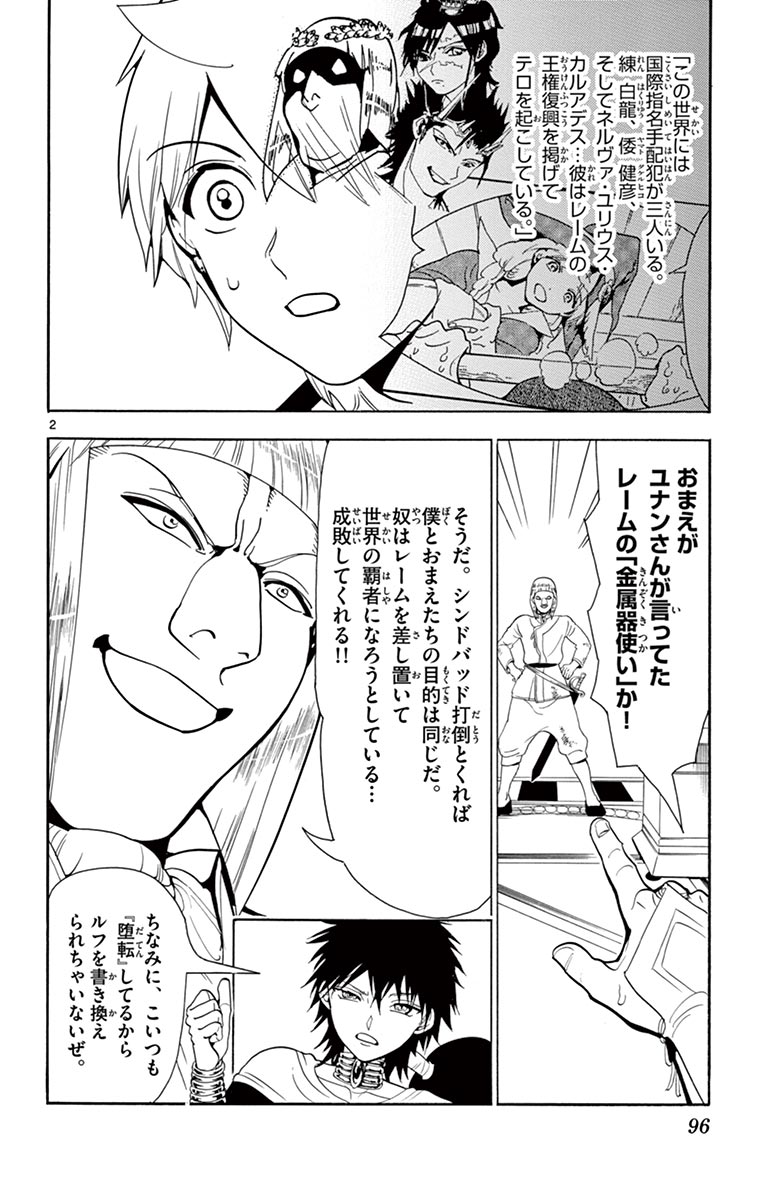 「この世界には
国際指名手配犯が三人いる。
練 白龍、倭 健彦、
そしてネルヴァ・ユリウス・
カルアデス…彼はレームの
王権復興を掲げて
テロを起こしている。」
2
おまえが
ユナンさんが言ってた
レームの「金属器使い」か！
そうだ。シンドバッド打倒とくれば
僕とおまえたちの目的は同じだ。
奴はレームを差し置いて
世界の覇者になろうとしている…
成敗してくれる!!
ちなみに、こいつも
『堕転』してるから
ルフを書き換え
られちゃいないぜ。
96